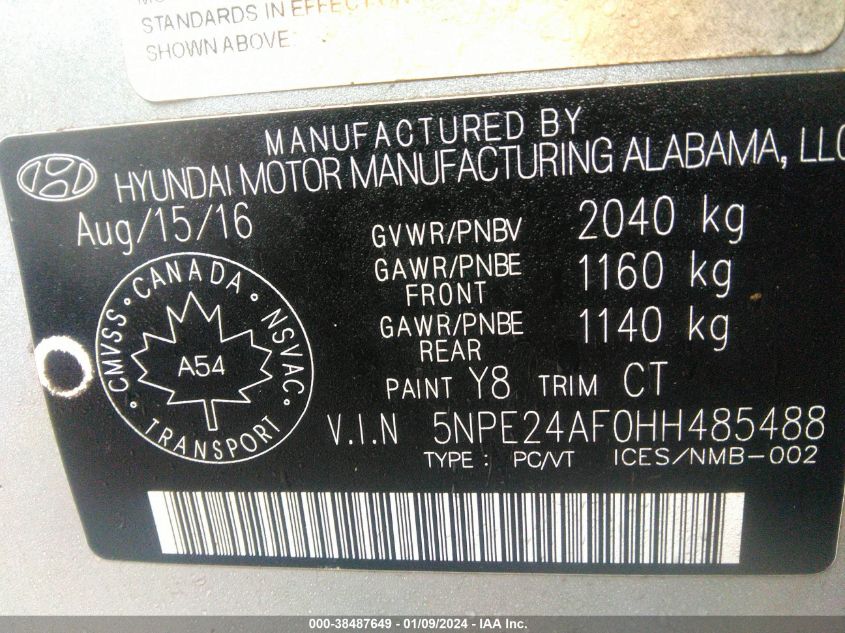 STANDARDS IN EFFECT ON
SHOWN ABOVE.
MANUFACTURED BY
HYUNDAI MOTOR MANUFACTURING ALABAMA, LLC
Aug/15/16
GVWR/PNBV 2040 kg
GAWR/PNBE FRONT 1160 kg
GAWR/PNBE REAR 1140 kg
CMVSS • CANADA • NSVAC • TRANSPORT •
A54
PAINT Y8 TRIM CT
V.I.N 5NPE24AF0HH485488
TYPE : PC/VT ICES/NMB-002
000-38487649 - 01/09/2024 - IAA Inc.